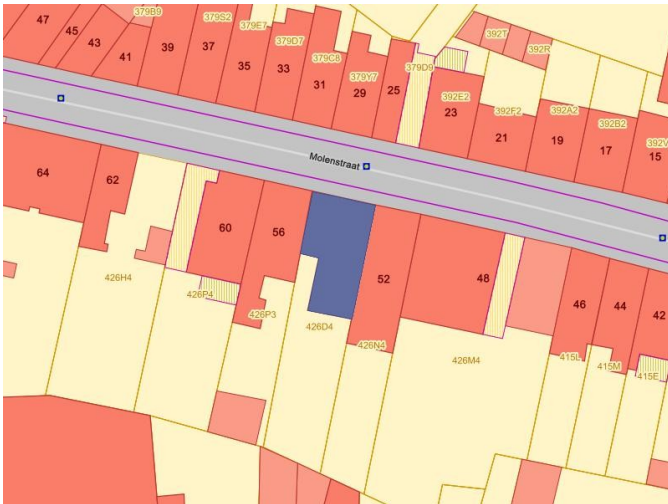 379B9
379S2
379E7
392T
47
45
43
41
39
37
35
379D7
33
379C8
31
379Y7
29
25
379D9
392R
392E2
23
392F2
21
392A2
19
392B2
17
392V
15
Molenstraat
64
62
60
56
52
48
46
44
42
426H4
426P4
426P3
426D4
426N4
426M4
415L
415M
415E